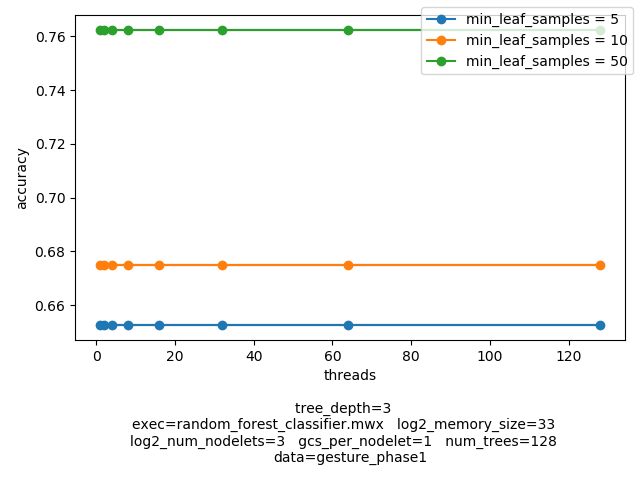 min_leaf_samples = 5
min_leaf_samples = 10
min_leaf_samples = 50
0.76
0.74
0.72
0.70
0.68
0.66
accuracy
0 20 40 60 80 100 120
threads
tree_depth=3
exec=random_forest_classifier.mwx log2_memory_size=33
log2_num_nodelets=3 gcs_per_nodelet=1 num_trees=128
data=gesture_phase1